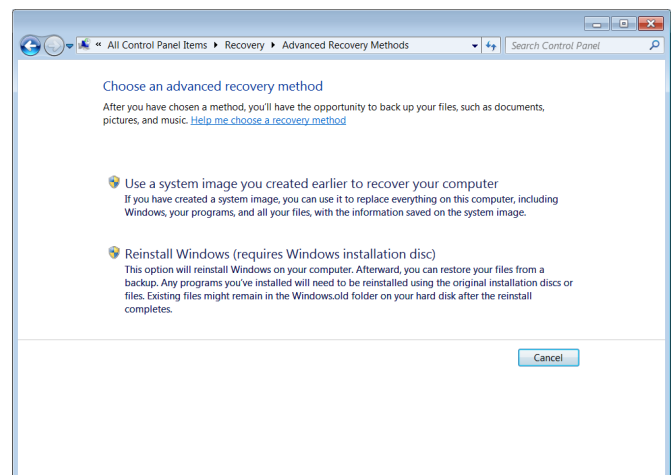 « All Control Panel Items ▸ Recovery ▸ Advanced Recovery Methods
Search Control Panel
Choose an advanced recovery method
After you have chosen a method, you'll have the opportunity to back up your files, such as documents,
pictures, and music. Help me choose a recovery method
Use a system image you created earlier to recover your computer
If you have created a system image, you can use it to replace everything on this computer, including
Windows, your programs, and all your files, with the information saved on the system image.
Reinstall Windows (requires Windows installation disc)
This option will reinstall Windows on your computer. Afterward, you can restore your files from a
backup. Any programs you've installed will need to be reinstalled using the original installation discs or
files. Existing files might remain in the Windows.old folder on your hard disk after the reinstall
completes.
Cancel